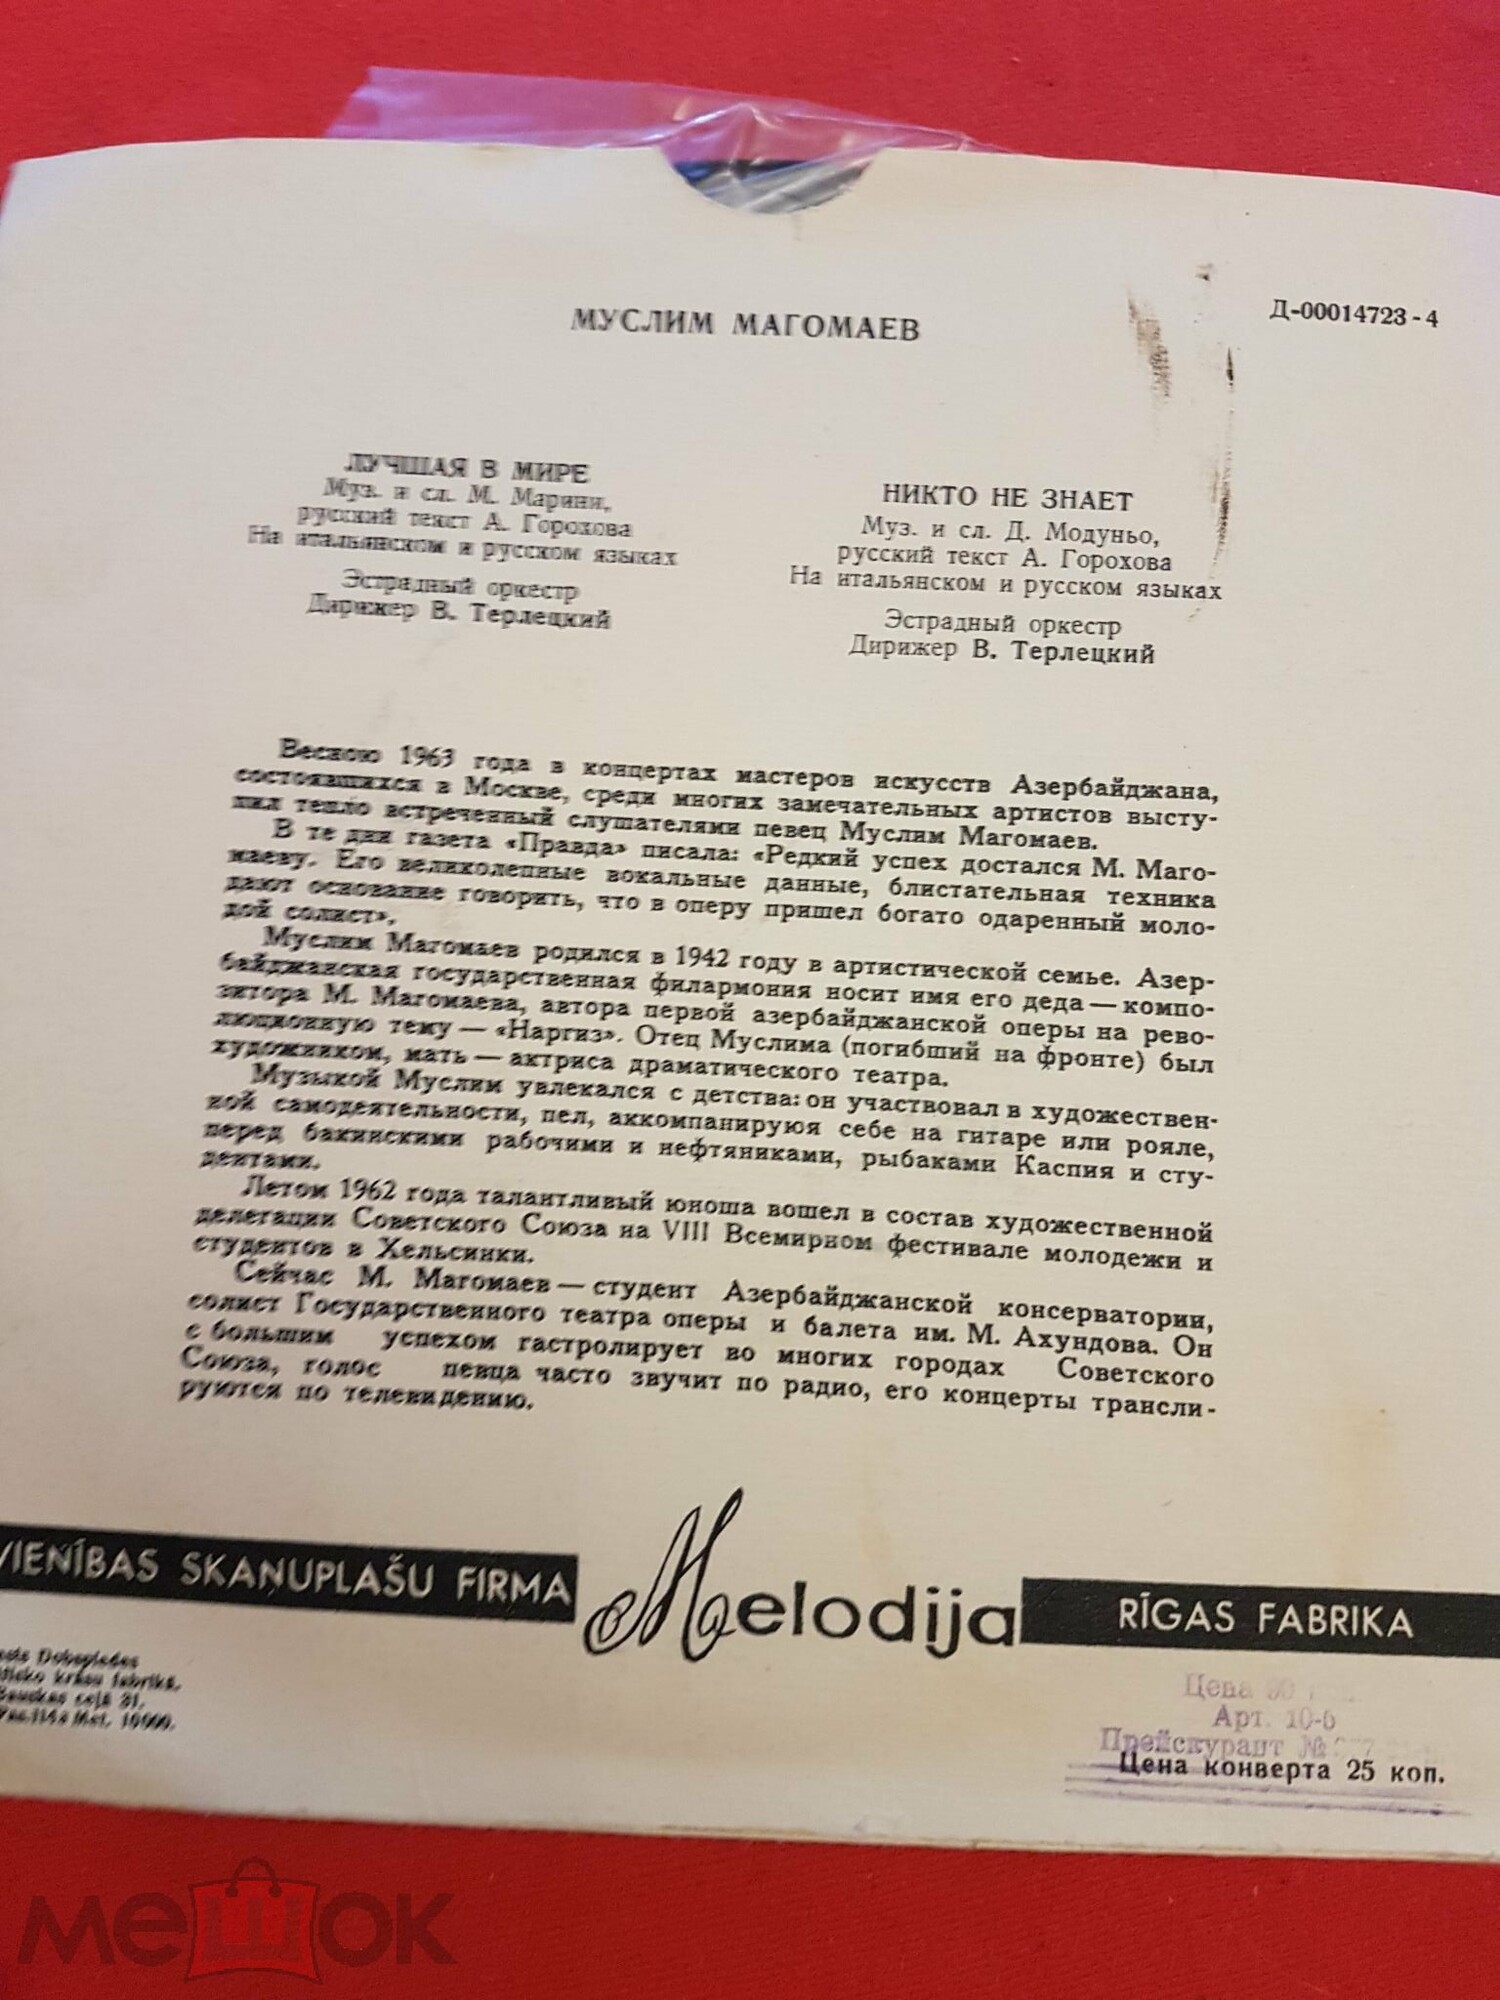 МУСЛИМ МАГОМАЕВ
Д-00014723-4
ЛУЧШАЯ В МИРЕ
Муз. и сл. М. Марини,
русский текст А. Горохова
На итальянском и русском языках
Эстрадный оркестр
Дирижер В. Терлецкий
НИКТО НЕ ЗНАЕТ
Муз. и сл. Д. Модуньо,
русский текст А. Горохова
На итальянском и русском языках
Эстрадный оркестр
Дирижер В. Терлецкий
Весною 1963 года в концертах мастеров искусств Азербайджана,
состоявшихся в Москве, среди многих замечательных артистов высту-
пил тепло встреченный слушателями певец Муслим Магомаев.
В те дни газета «Правда» писала: «Редкий успех достался М. Маго-
маеву. Его великолепные вокальные данные, блистательная техника
дают основание говорить, что в оперу пришел богато одаренный моло-
дой солист».
Муслим Магомаев родился в 1942 году в артистической семье. Азер-
байджанская государственная филармония носит имя его деда — компо-
зитора М. Магомаева, автора первой азербайджанской оперы на рево-
люционную тему — «Наргиз». Отец Муслима (погибший на фронте) был
художником, мать — актриса драматического театра.
Музыкой Муслим увлекался с детства: он участвовал в художествен-
ной самодеятельности, пел, аккомпанируюя себе на гитаре или рояле,
перед бакинскими рабочими и нефтяниками, рыбаками Каспия и сту-
дентами.
Летом 1962 года талантливый юноша вошел в состав художественной
делегации Советского Союза на VIII Всемирном фестивале молодежи и
студентов в Хельсинки.
Сейчас М. Магомаев — студент Азербайджанской консерватории,
солист Государственного театра оперы и балета им. М. Ахундова. Он
с большим успехом гастролирует во многих городах Советского
Союза, голос певца часто звучит по радио, его концерты трансли-
руются по телевидению.
VIENĪBAS SKAŅUPLAŠU FIRMA
Melodija
RĪGAS FABRIKA
krāsu fabrikā,
Bauskas ielā 21.
Met. 10000.
Цена
Арт. 10-6
Прейскурант №
Цена конверта 25 коп.
мешок